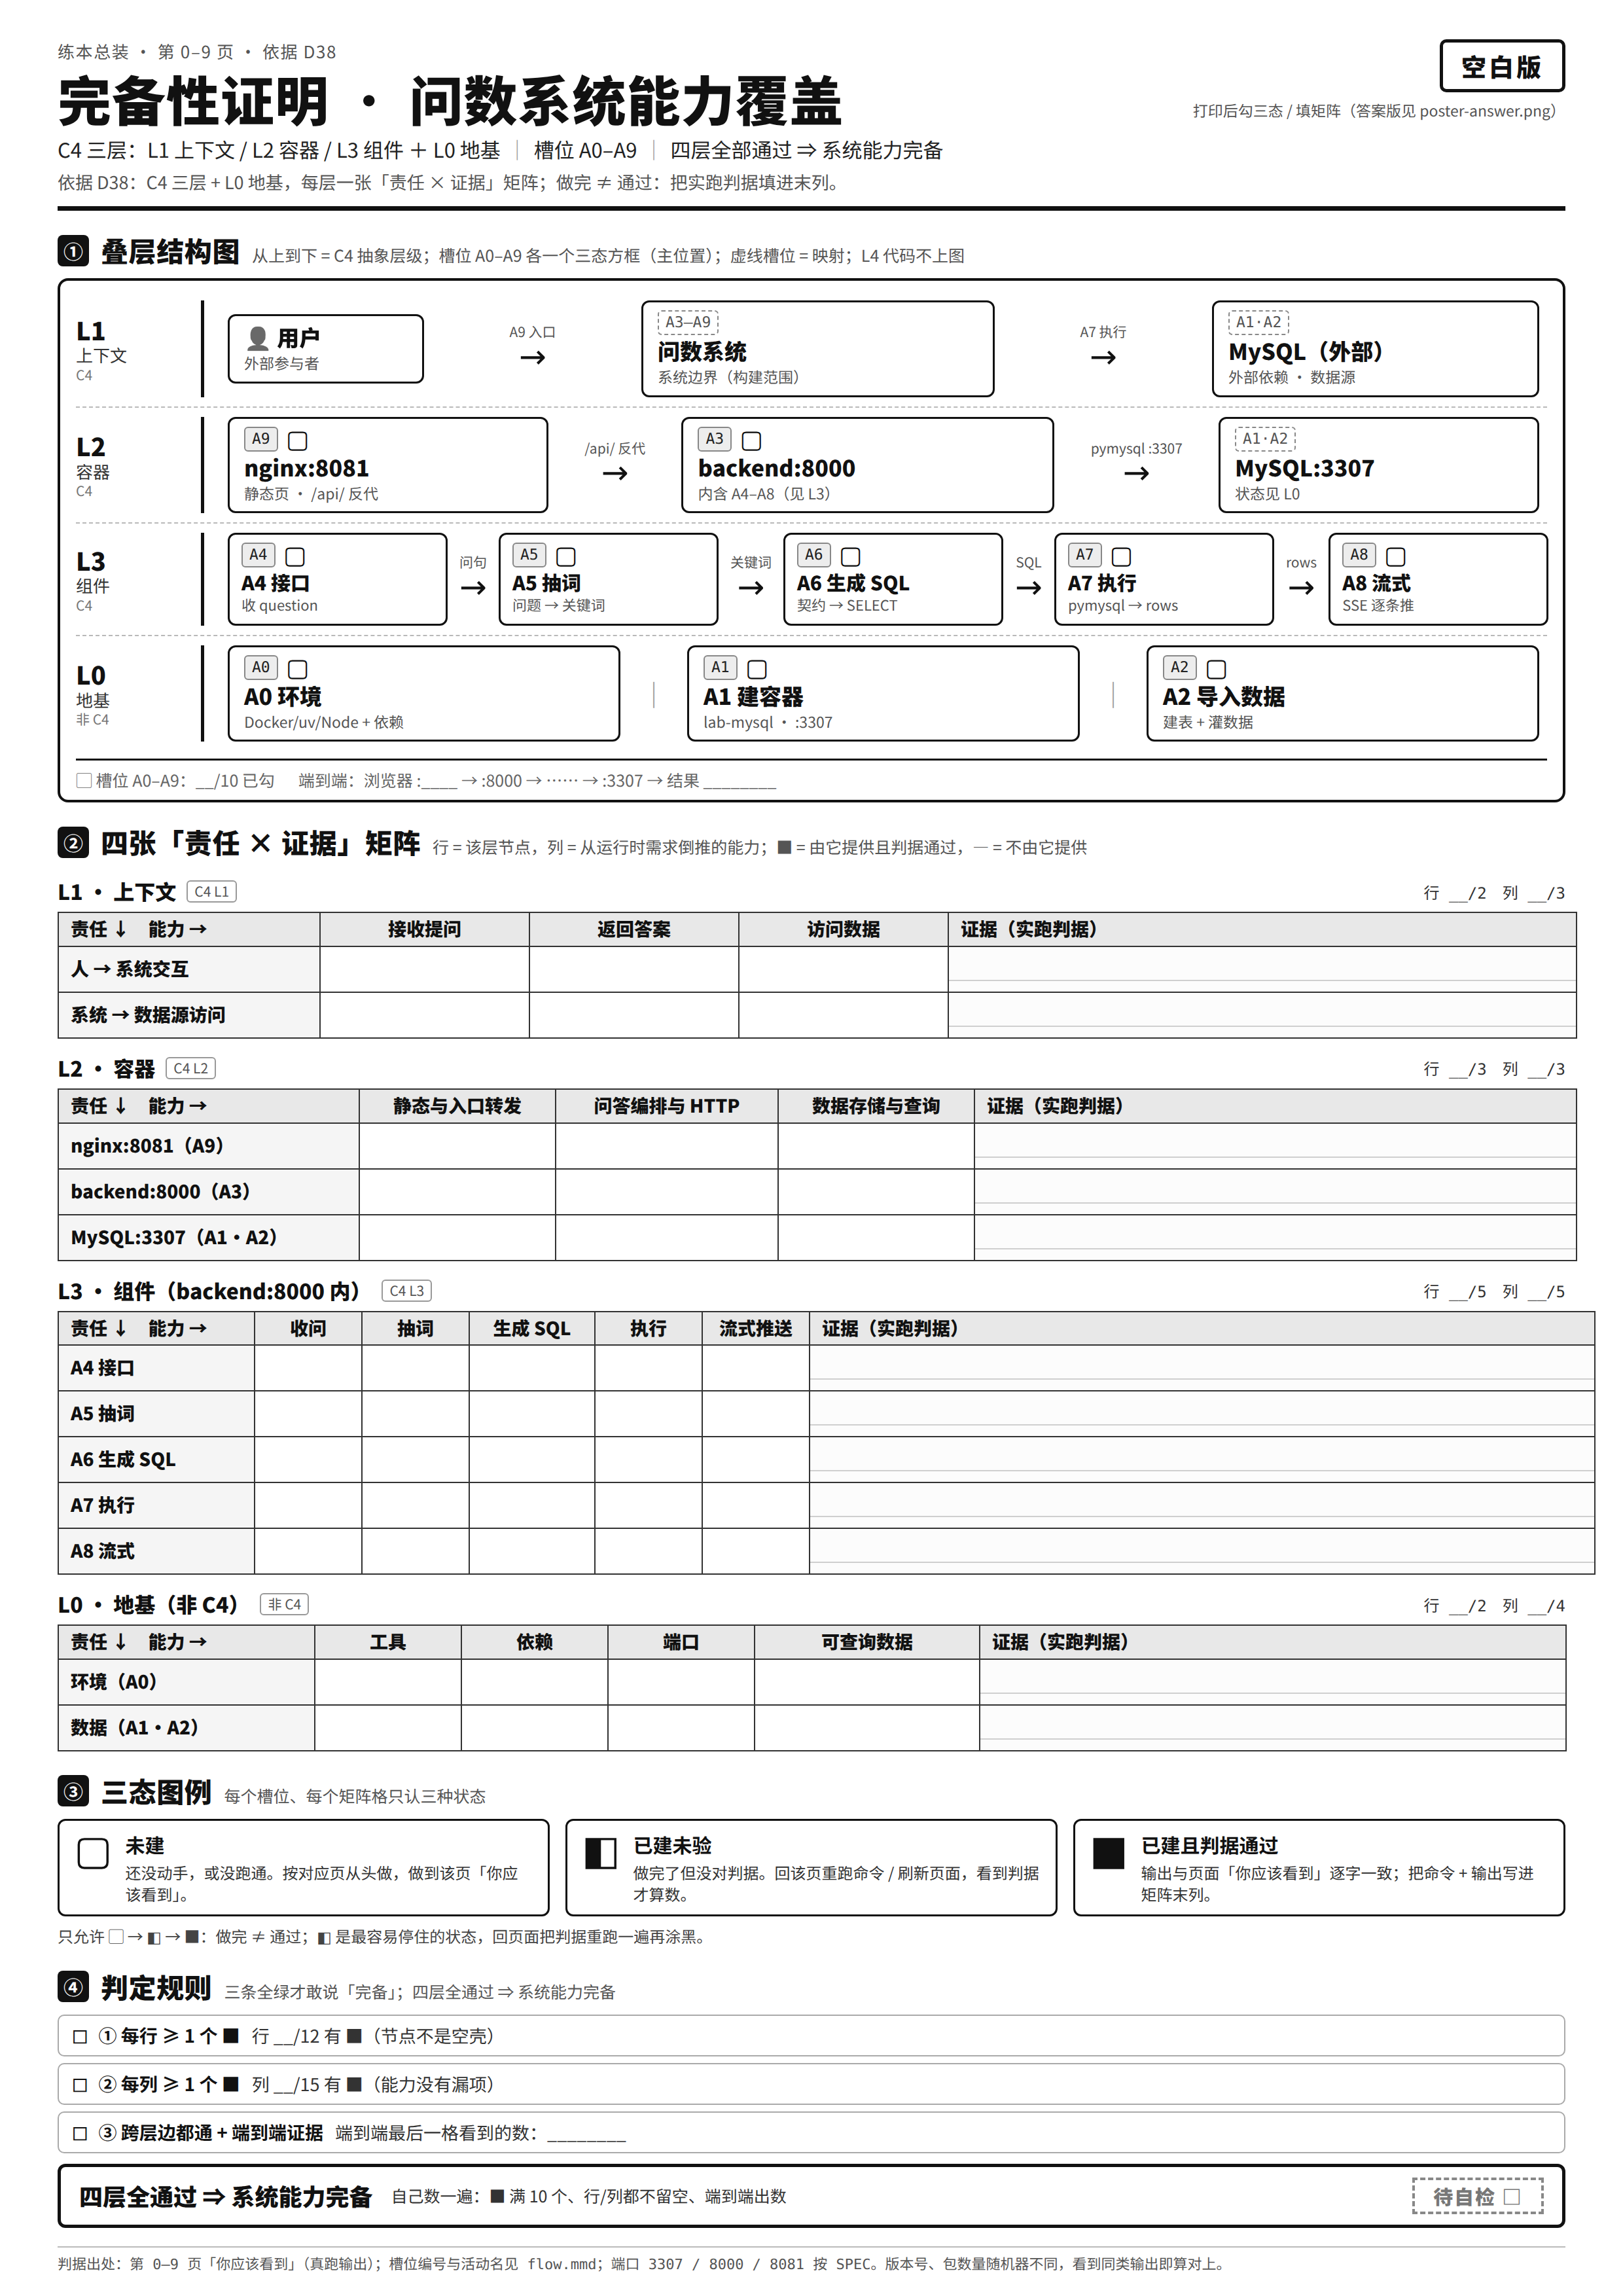 练本总装 · 第 0–9 页 · 依据 D38
完备性证明 · 问数系统能力覆盖
空白版
打印后勾三态 / 填矩阵（答案版见 poster-answer.png）
C4 三层：L1 上下文 / L2 容器 / L3 组件 ＋ L0 地基 ｜ 槽位 A0–A9 ｜ 四层全部通过 ⇒ 系统能力完备
依据 D38：C4 三层 + L0 地基，每层一张「责任 × 证据」矩阵；做完 ≠ 通过：把实跑判据填进末列。
① 叠层结构图 从上到下 = C4 抽象层级；槽位 A0–A9 各一个三态方框（主位置）；虚线槽位 = 映射；L4 代码不上图
L1
上下文
C4
👤 用户
外部参与者
A9 入口
→
A3–A9
问数系统
系统边界（构建范围）
A7 执行
→
A1·A2
MySQL（外部）
外部依赖 · 数据源
L2
容器
C4
A9 ▢
nginx:8081
静态页 · /api/ 反代
/api/ 反代
→
A3 ▢
backend:8000
内含 A4–A8（见 L3）
pymysql :3307
→
A1·A2
MySQL:3307
状态见 L0
L3
组件
C4
A4 ▢
A4 接口
收 question
问句
→
A5 ▢
A5 抽词
问题 → 关键词
关键词
→
A6 ▢
A6 生成 SQL
契约 → SELECT
SQL
→
A7 ▢
A7 执行
pymysql → rows
rows
→
A8 ▢
A8 流式
SSE 逐条推
L0
地基
非 C4
A0 ▢
A0 环境
Docker/uv/Node + 依赖
｜
A1 ▢
A1 建容器
lab-mysql · :3307
｜
A2 ▢
A2 导入数据
建表 + 灌数据
□ 槽位 A0–A9：__/10 已勾 端到端：浏览器 :____ → :8000 → …… → :3307 → 结果 ________
② 四张「责任 × 证据」矩阵 行 = 该层节点，列 = 从运行时需求倒推的能力；■ = 由它提供且判据通过，— = 不由它提供
L1 · 上下文 C4 L1 行 __/2 列 __/3
责任 ↓ 能力 → 接收提问 返回答案 访问数据 证据（实跑判据）
人 → 系统交互
系统 → 数据源访问
L2 · 容器 C4 L2 行 __/3 列 __/3
责任 ↓ 能力 → 静态与入口转发 问答编排与 HTTP 数据存储与查询 证据（实跑判据）
nginx:8081（A9）
backend:8000（A3）
MySQL:3307（A1·A2）
L3 · 组件（backend:8000 内） C4 L3 行 __/5 列 __/5
责任 ↓ 能力 → 收问 抽词 生成 SQL 执行 流式推送 证据（实跑判据）
A4 接口
A5 抽词
A6 生成 SQL
A7 执行
A8 流式
L0 · 地基（非 C4） 非 C4 行 __/2 列 __/4
责任 ↓ 能力 → 工具 依赖 端口 可查询数据 证据（实跑判据）
环境（A0）
数据（A1·A2）
③ 三态图例 每个槽位、每个矩阵格只认三种状态
未建
还没动手，或没跑通。按对应页从头做，做到该页「你应
该看到」。
已建未验
做完了但没对判据。回该页重跑命令 / 刷新页面，看到判据
才算数。
已建且判据通过
输出与页面「你应该看到」逐字一致；把命令 + 输出写进
矩阵末列。
只允许 □ → ◧ → ■：做完 ≠ 通过；◧ 是最容易停住的状态，回页面把判据重跑一遍再涂黑。
④ 判定规则 三条全绿才敢说「完备」；四层全通过 ⇒ 系统能力完备
□ ① 每行 ≥ 1 个 ■ 行 __/12 有 ■（节点不是空壳）
□ ② 每列 ≥ 1 个 ■ 列 __/15 有 ■（能力没有漏项）
□ ③ 跨层边都通 + 端到端证据 端到端最后一格看到的数：________
四层全通过 ⇒ 系统能力完备 自己数一遍：■ 满 10 个、行/列都不留空、端到端出数 待自检 □
判据出处：第 0–9 页「你应该看到」（真跑输出）；槽位编号与活动名见 flow.mmd；端口 3307 / 8000 / 8081 按 SPEC。版本号、包数量随机器不同，看到同类输出即算对上。